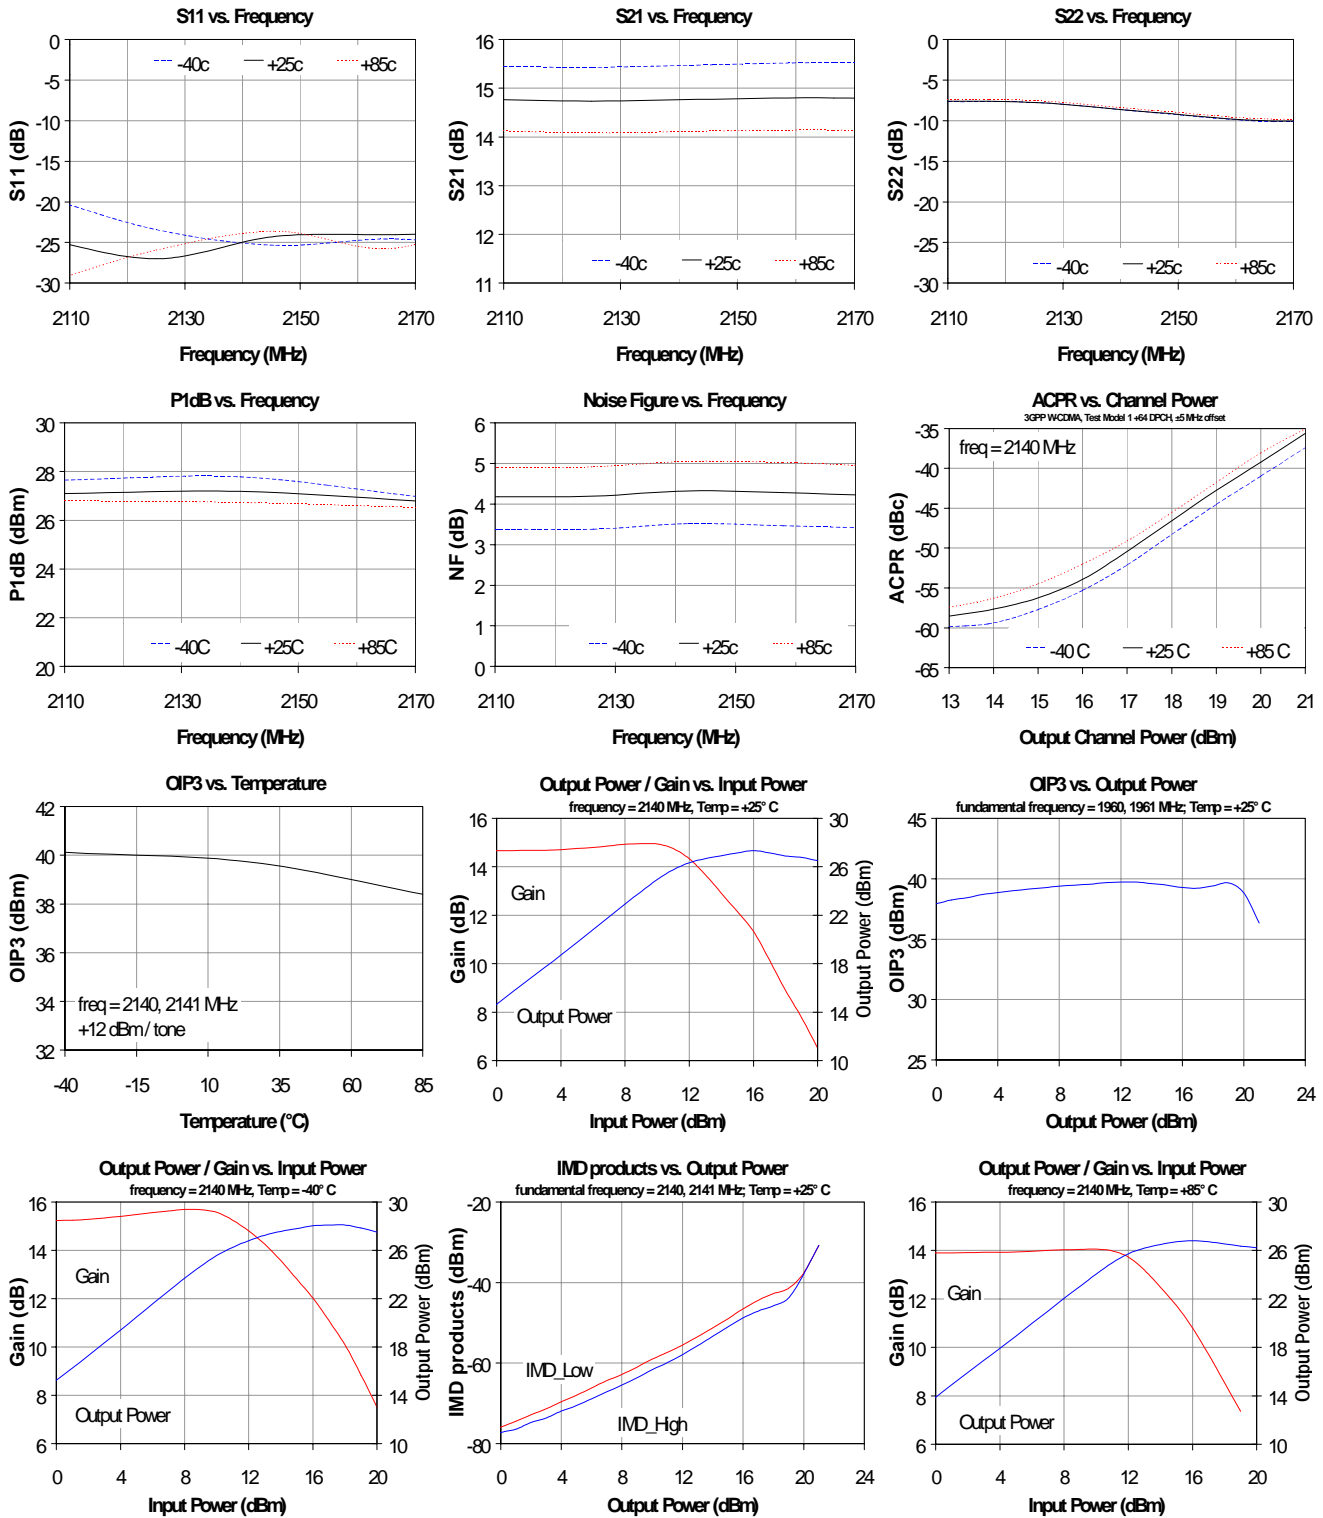 S11 vs. Frequency
0
-5
-10
-15
-20
-25
-30
S11 (dB)
-40c
+25c
+85c
2110
2130
2150
2170
Frequency (MHz)
S21 vs. Frequency
16
15
14
13
12
11
S21 (dB)
-40c
+25c
+85c
2110
2130
2150
2170
Frequency (MHz)
S22 vs. Frequency
0
-5
-10
-15
-20
-25
-30
S22 (dB)
-40c
+25c
+85c
2110
2130
2150
2170
Frequency (MHz)
P1dB vs. Frequency
30
28
26
24
22
20
P1dB (dBm)
-40C
+25C
+85C
2110
2130
2150
2170
Frequency (MHz)
Noise Figure vs. Frequency
6
5
4
3
2
1
0
NF (dB)
-40c
+25c
+85c
2110
2130
2150
2170
Frequency (MHz)
ACPR vs. Channel Power
3GPP W-CDMA, Test Model 1 +64 DPCH, ±5 MHz offset
freq = 2140 MHz
-35
-40
-45
-50
-55
-60
-65
ACPR (dBc)
-40 C
+25 C
+85 C
13
14
15
16
17
18
19
20
21
Output Channel Power (dBm)
OIP3 vs. Temperature
42
40
38
36
34
32
OIP3 (dBm)
freq = 2140, 2141 MHz
+12 dBm / tone
-40
-15
10
35
60
85
Temperature (°C)
Output Power / Gain vs. Input Power
frequency = 2140 MHz, Temp = +25° C
16
14
12
10
8
6
Gain (dB)
Gain
Output Power
30
26
22
18
14
10
Output Power (dBm)
0
4
8
12
16
20
Input Power (dBm)
OIP3 vs. Output Power
fundamental frequency = 1960, 1961 MHz; Temp = +25° C
45
40
35
30
25
OIP3 (dBm)
0
4
8
12
16
20
24
Output Power (dBm)
Output Power / Gain vs. Input Power
frequency = 2140 MHz, Temp = -40° C
16
14
12
10
8
6
Gain (dB)
Gain
Output Power
30
26
22
18
14
10
Output Power (dBm)
0
4
8
12
16
20
Input Power (dBm)
IMD products vs. Output Power
fundamental frequency = 2140, 2141 MHz; Temp = +25° C
-20
-40
-60
-80
IMD products (dBm)
IMD_Low
IMD_High
0
4
8
12
16
20
24
Output Power (dBm)
Output Power / Gain vs. Input Power
frequency = 2140 MHz, Temp = +85° C
16
14
12
10
8
6
Gain (dB)
Gain
Output Power
30
26
22
18
14
10
Output Power (dBm)
0
4
8
12
16
20
Input Power (dBm)